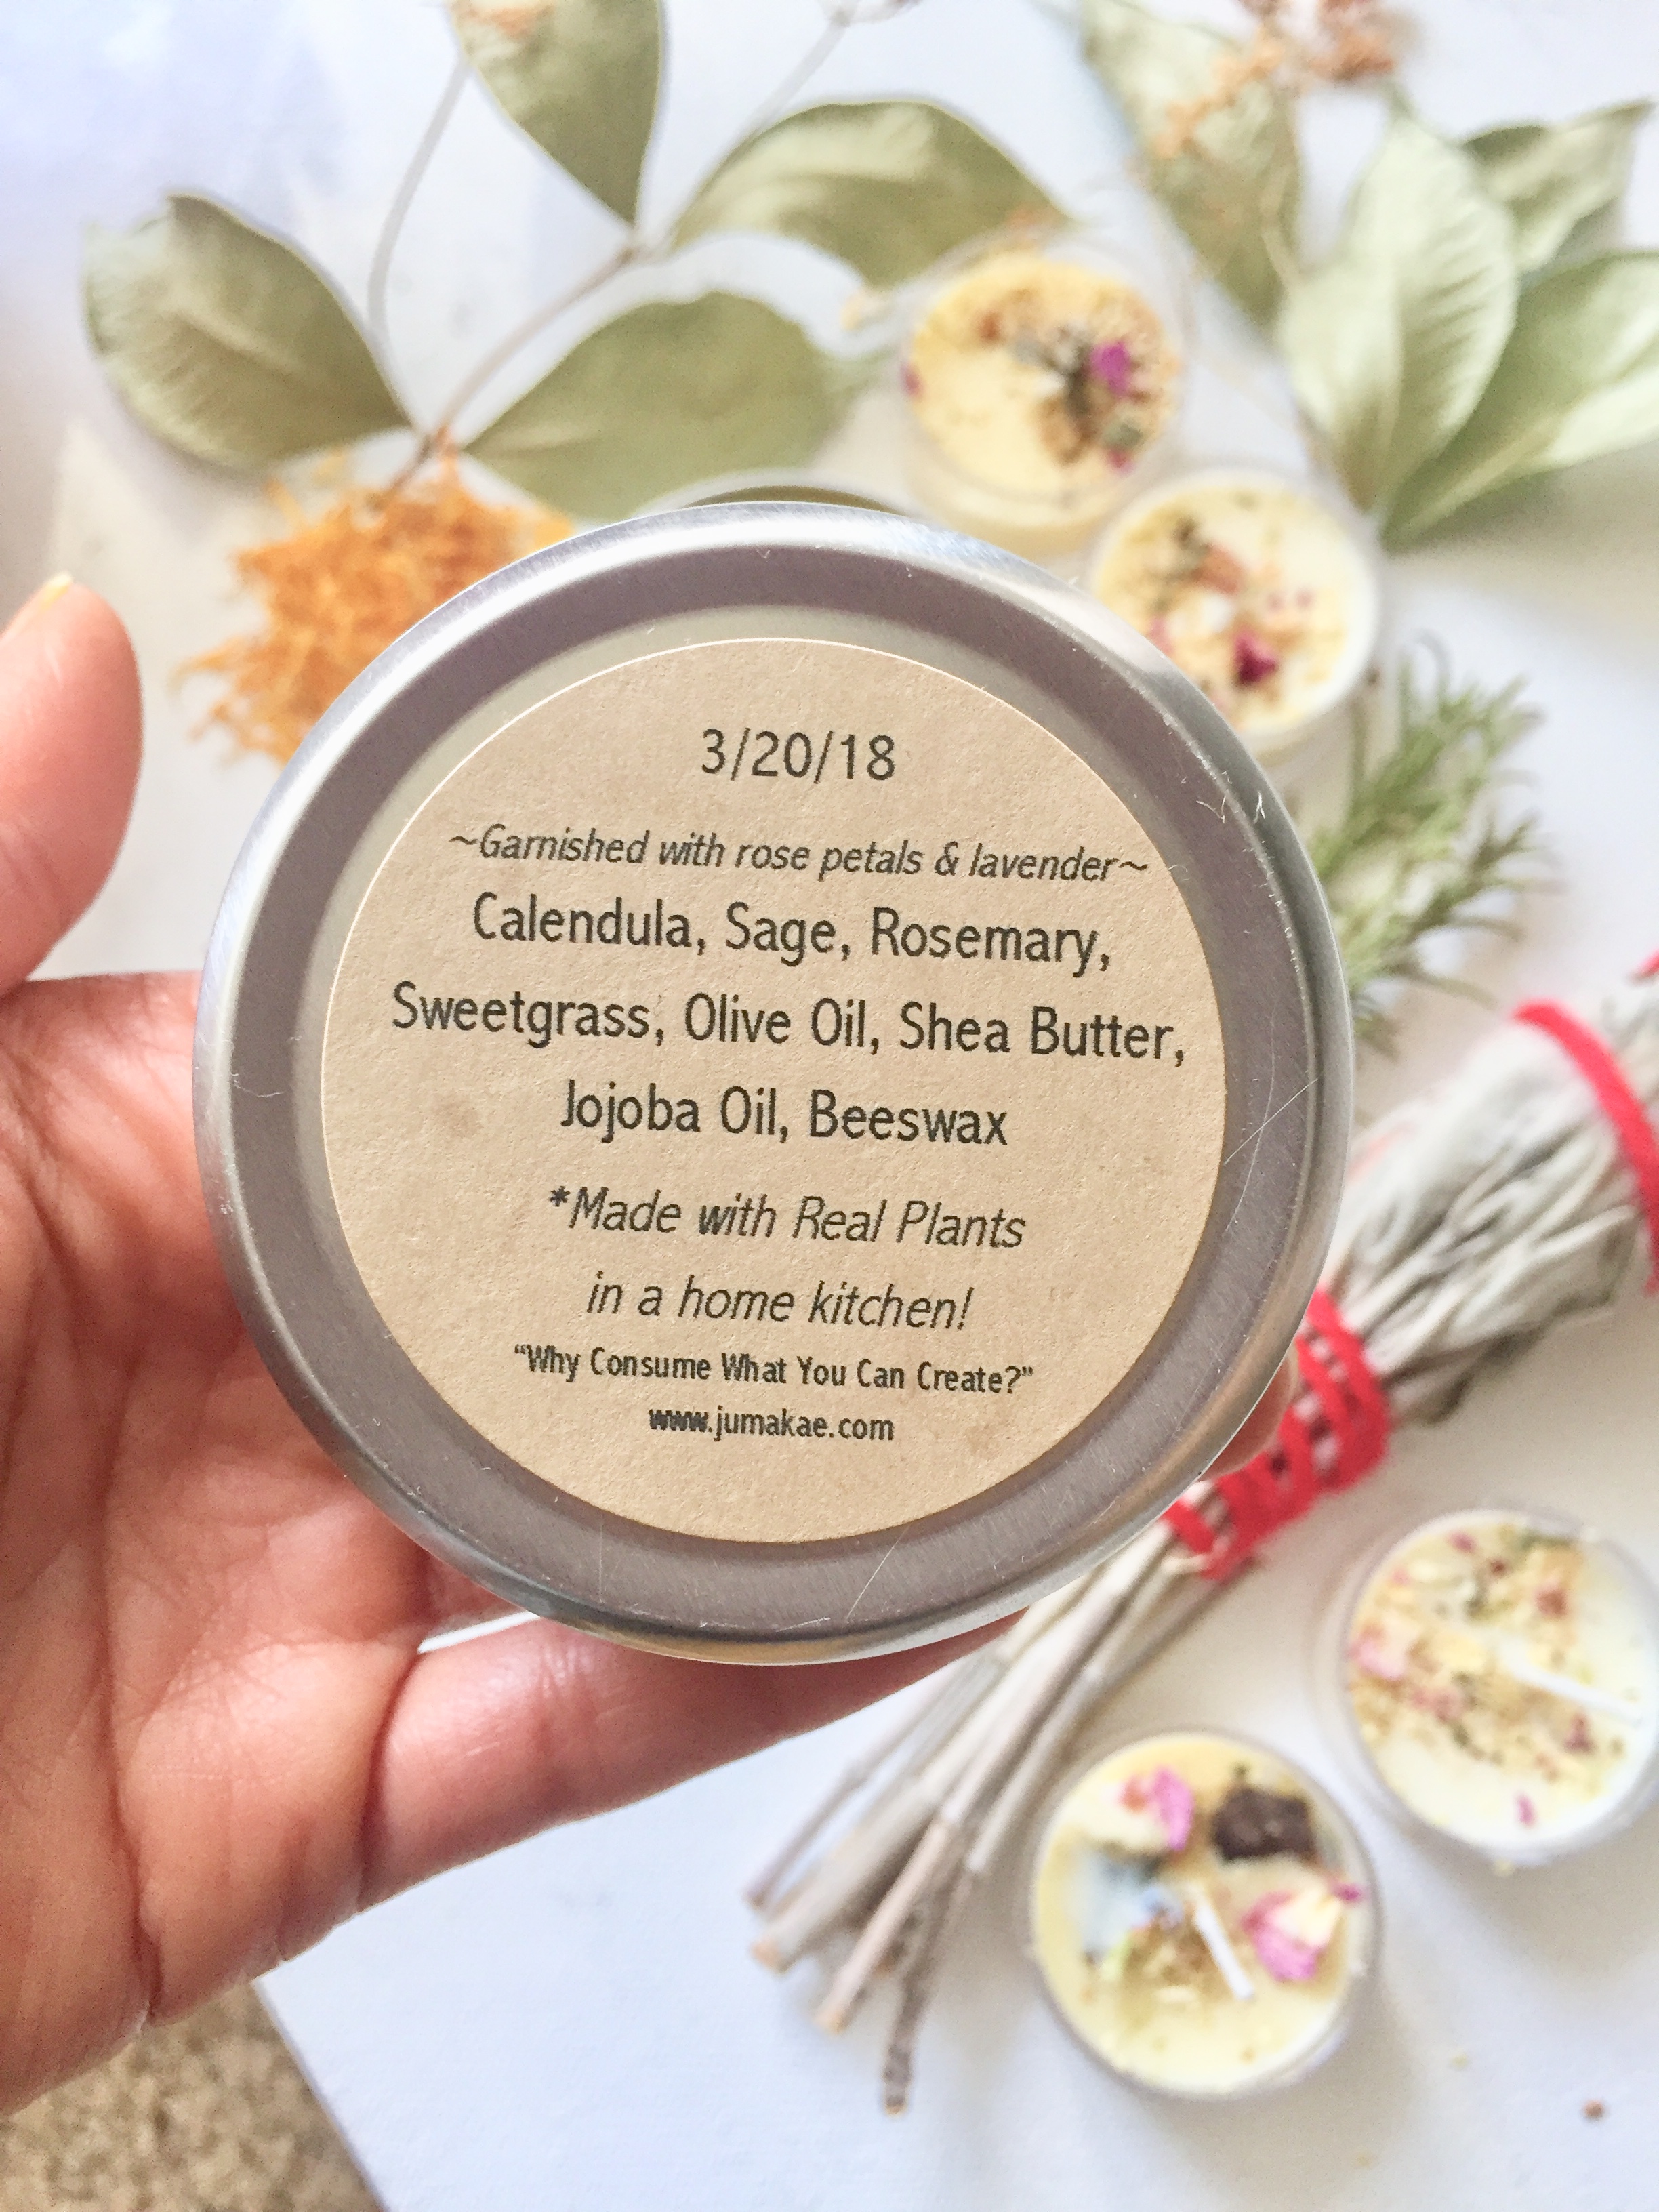 3/20/18
~Garnished with rose petals & lavender~
Calendula, Sage, Rosemary,
Sweetgrass, Olive Oil, Shea Butter,
Jojoba Oil, Beeswax
*Made with Real Plants
in a home kitchen!
“Why Consume What You Can Create?”
www.jumakae.com